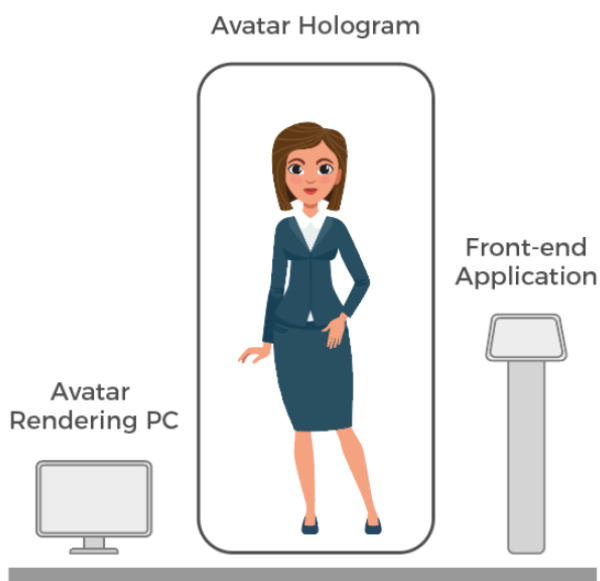 Avatar Hologram
Front-end
Application
Avatar
Rendering PC